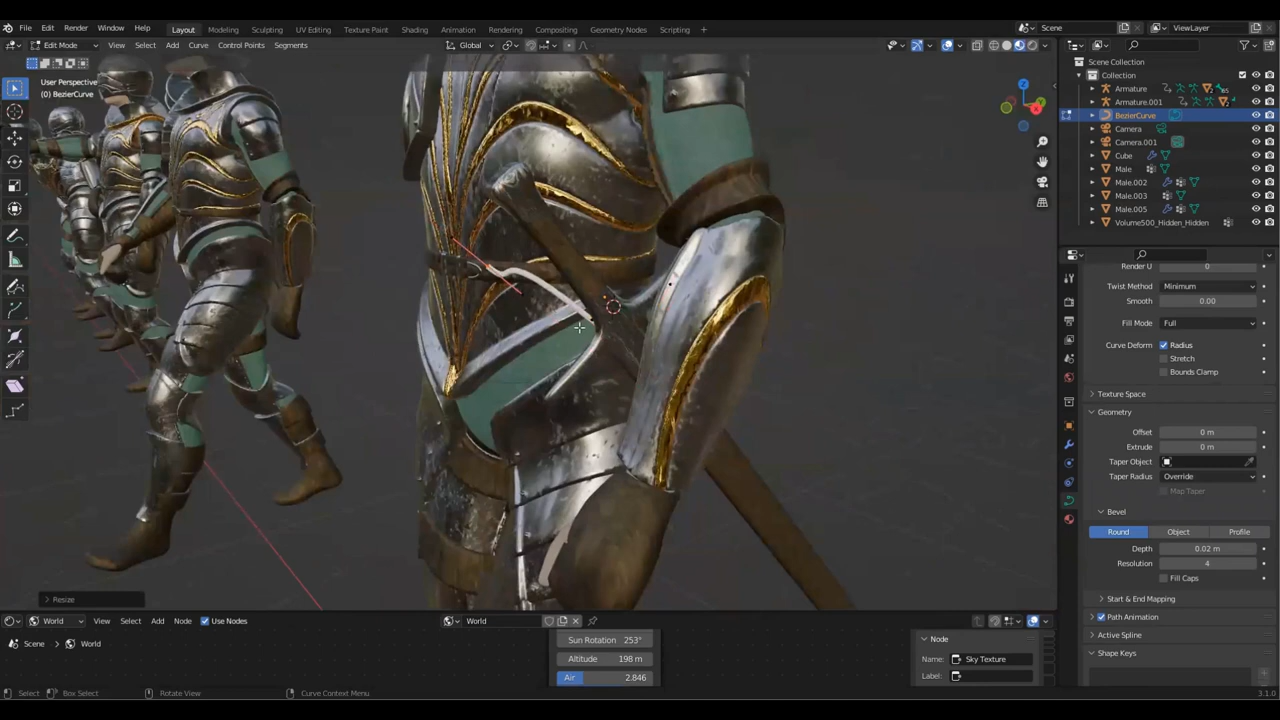 File Edit Render Window Help Layout Modeling Sculpting UV Editing Texture Paint Shading Animation Rendering Compositing Geometry Nodes Scripting Scene ViewLayer
Edit Mode View Select Add Curve Control Points Segments Global
User Perspective
(0) BezierCurve
Z
X
Scene Collection
Collection
Armature
Armature.001
BezierCurve
Camera
Camera.001
Cube
Male
Male.002
Male.003
Male.005
Volume500_Hidden_Hidden
Render U 0
Twist Method Minimum
Smooth 0.00
Fill Mode Full
Curve Deform Radius
Stretch
Bounds Clamp
Texture Space
Geometry
Offset 0 m
Extrude 0 m
Taper Object
Taper Radius Override
Map Taper
Bevel
Round Object Profile
Depth 0.02 m
Resolution 4
Fill Caps
Start & End Mapping
Path Animation
Active Spline
Shape Keys
Resize
World View Select Add Node Use Nodes World
Scene World
Sun Rotation 253°
Altitude 198 m
Air 2.846
Node
Name: Sky Texture
Label:
Select Box Select Rotate View Curve Context Menu 3.1.0